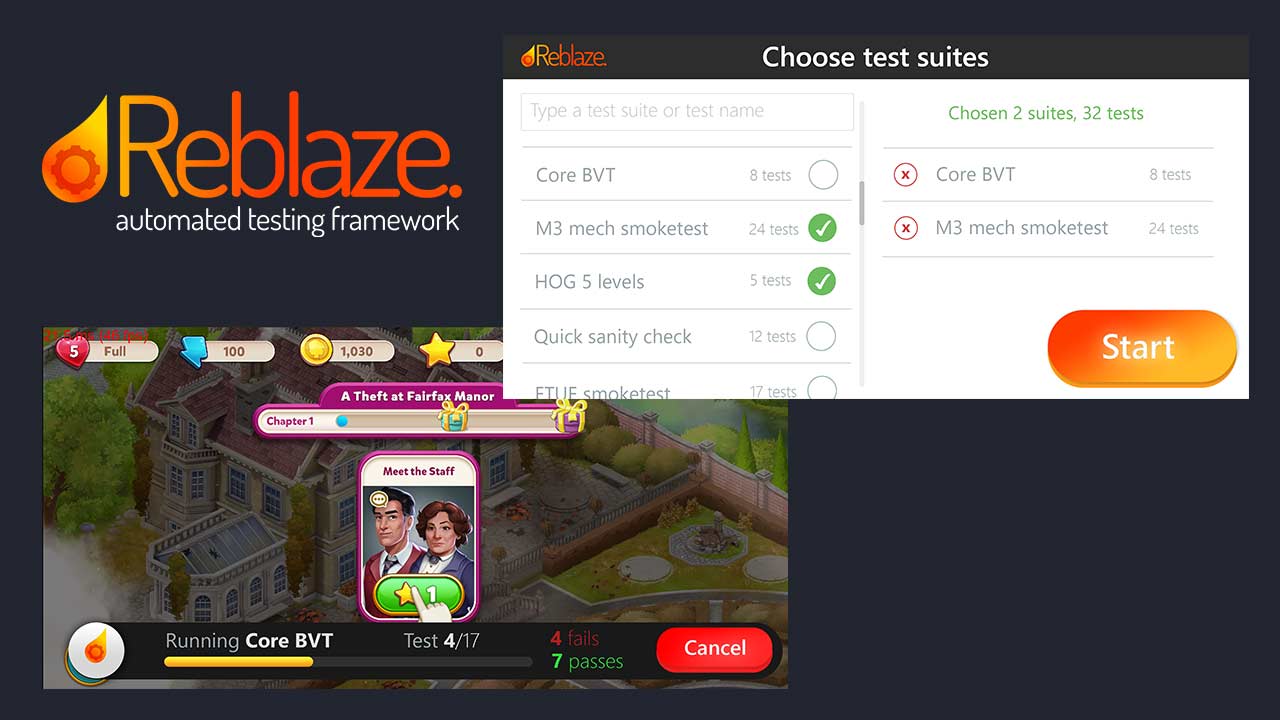 Reblaze.
automated testing framework
Reblaze.
Choose test suites
Type a test suite or test name
Core BVT 8 tests
M3 mech smoketest 24 tests
HOG 5 levels 5 tests
Quick sanity check 12 tests
FTUE smoketest 17 tests
Chosen 2 suites, 32 tests
x Core BVT 8 tests
x M3 mech smoketest 24 tests
Start
5 Full 100 1,030 0
A Theft at Fairfax Manor
Chapter 1
Meet the Staff
1
Running Core BVT Test 4/17 4 fails
7 passes
Cancel